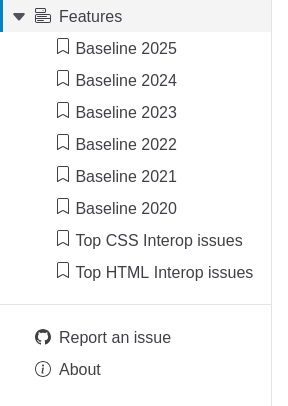 Features
Baseline 2025
Baseline 2024
Baseline 2023
Baseline 2022
Baseline 2021
Baseline 2020
Top CSS Interop issues
Top HTML Interop issues
Report an issue
About